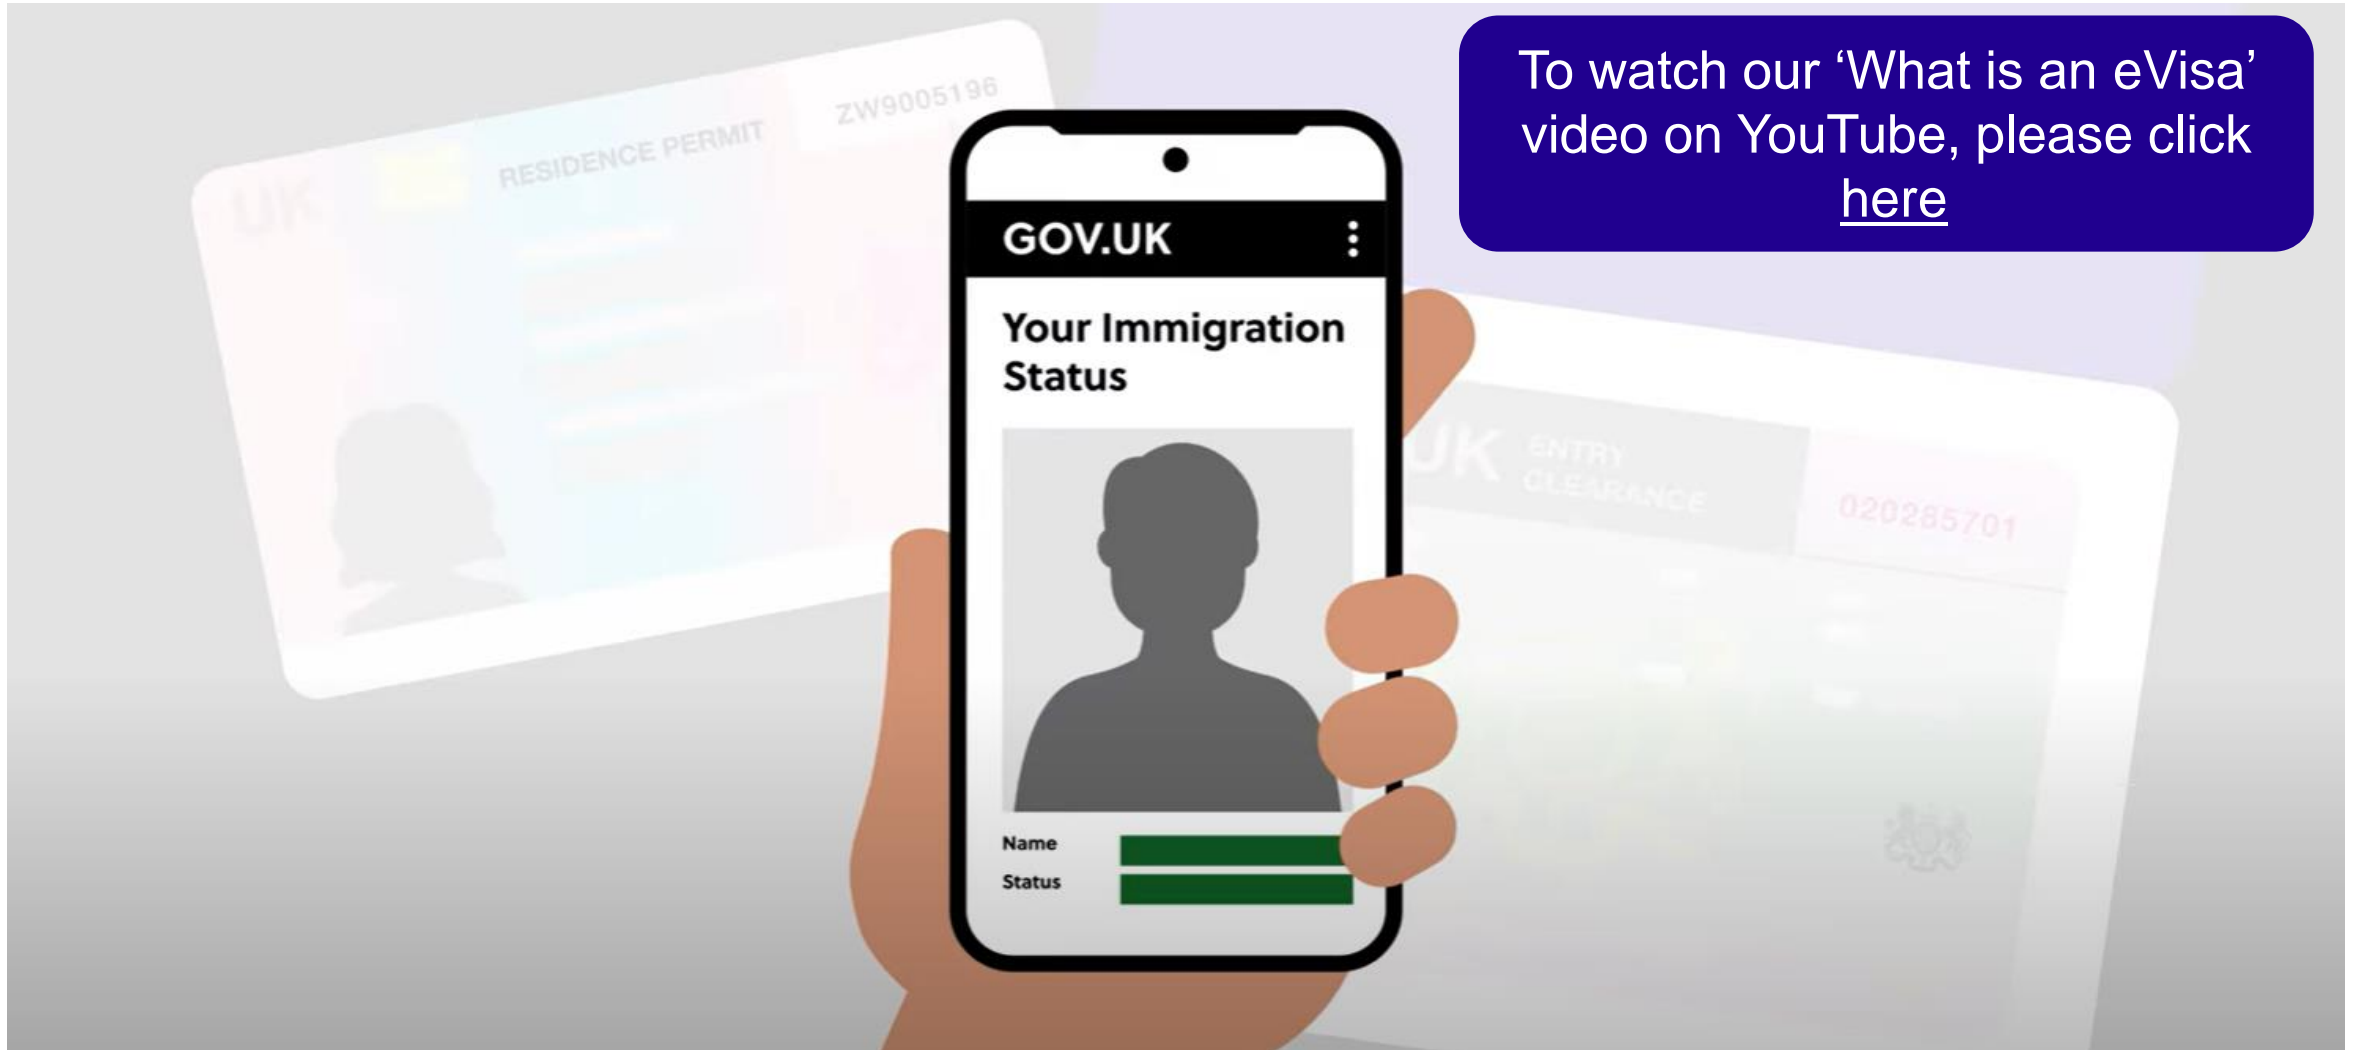 To watch our ‘What is an eVisa’
video on YouTube, please click
here
UK
RESIDENCE PERMIT
ZW9005196
GOV.UK
Your Immigration
Status
Name
Status
UK
ENTRY
CLEARANCE
020285701